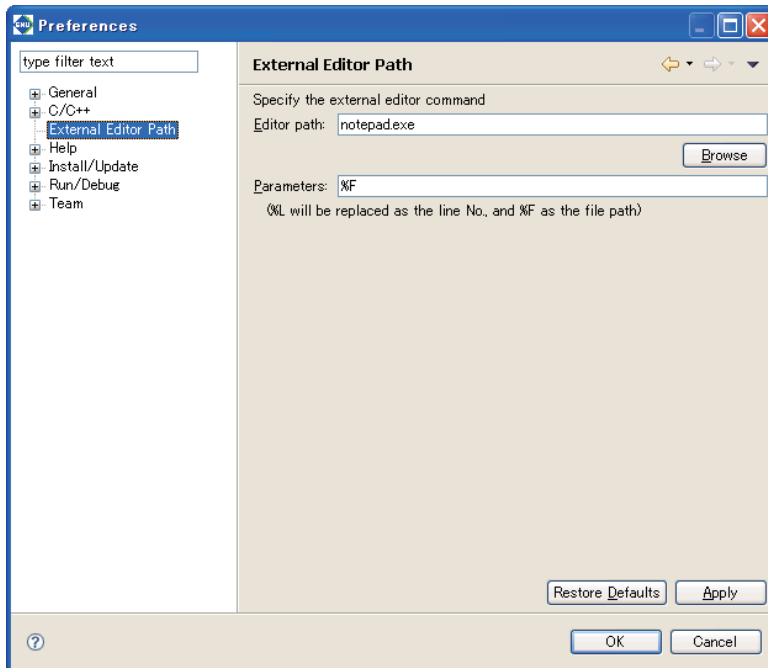 GNU Preferences
type filter text
General
C/C++
External Editor Path
Help
Install/Update
Run/Debug
Team
External Editor Path
Specify the external editor command
Editor path: notepad.exe
Browse
Parameters: %F
(%L will be replaced as the line No., and %F as the file path)
Restore Defaults Apply
? OK Cancel